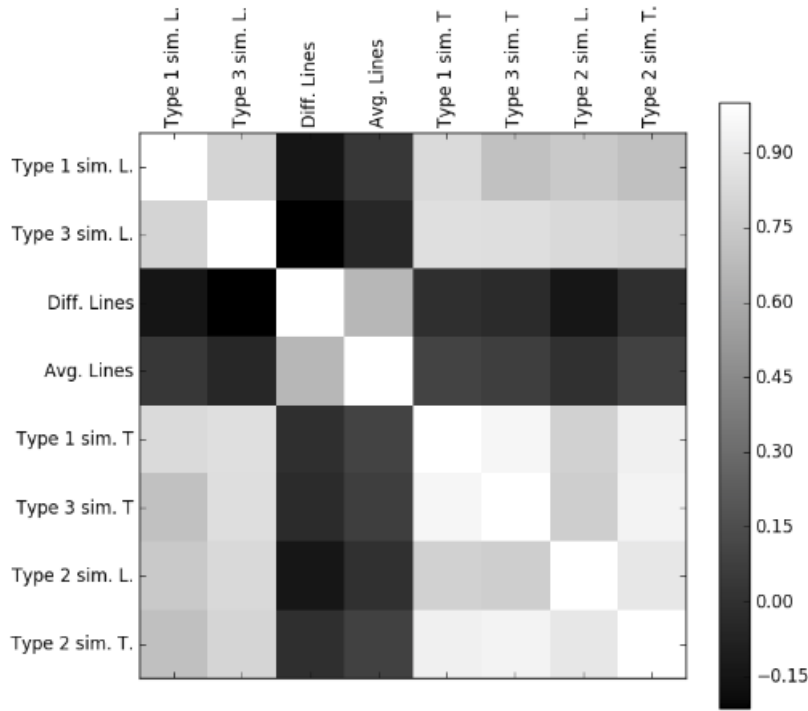 Type 1 sim. L.
Type 3 sim. L.
Diff. Lines
Avg. Lines
Type 1 sim. T
Type 3 sim. T
Type 2 sim. L.
Type 2 sim. T.
Type 1 sim. L.
Type 3 sim. L.
Diff. Lines
Avg. Lines
Type 1 sim. T
Type 3 sim. T
Type 2 sim. L.
Type 2 sim. T.
0.90
0.75
0.60
0.45
0.30
0.15
0.00
−0.15